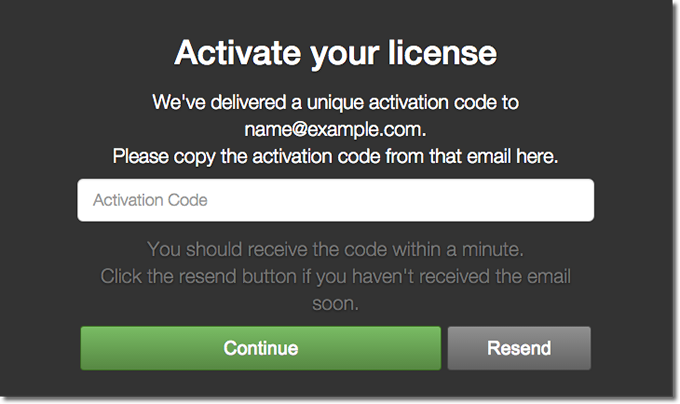 Activate your license
We've delivered a unique activation code to
name@example.com.
Please copy the activation code from that email here.
Activation Code
You should receive the code within a minute.
Click the resend button if you haven't received the email
soon.
Continue
Resend